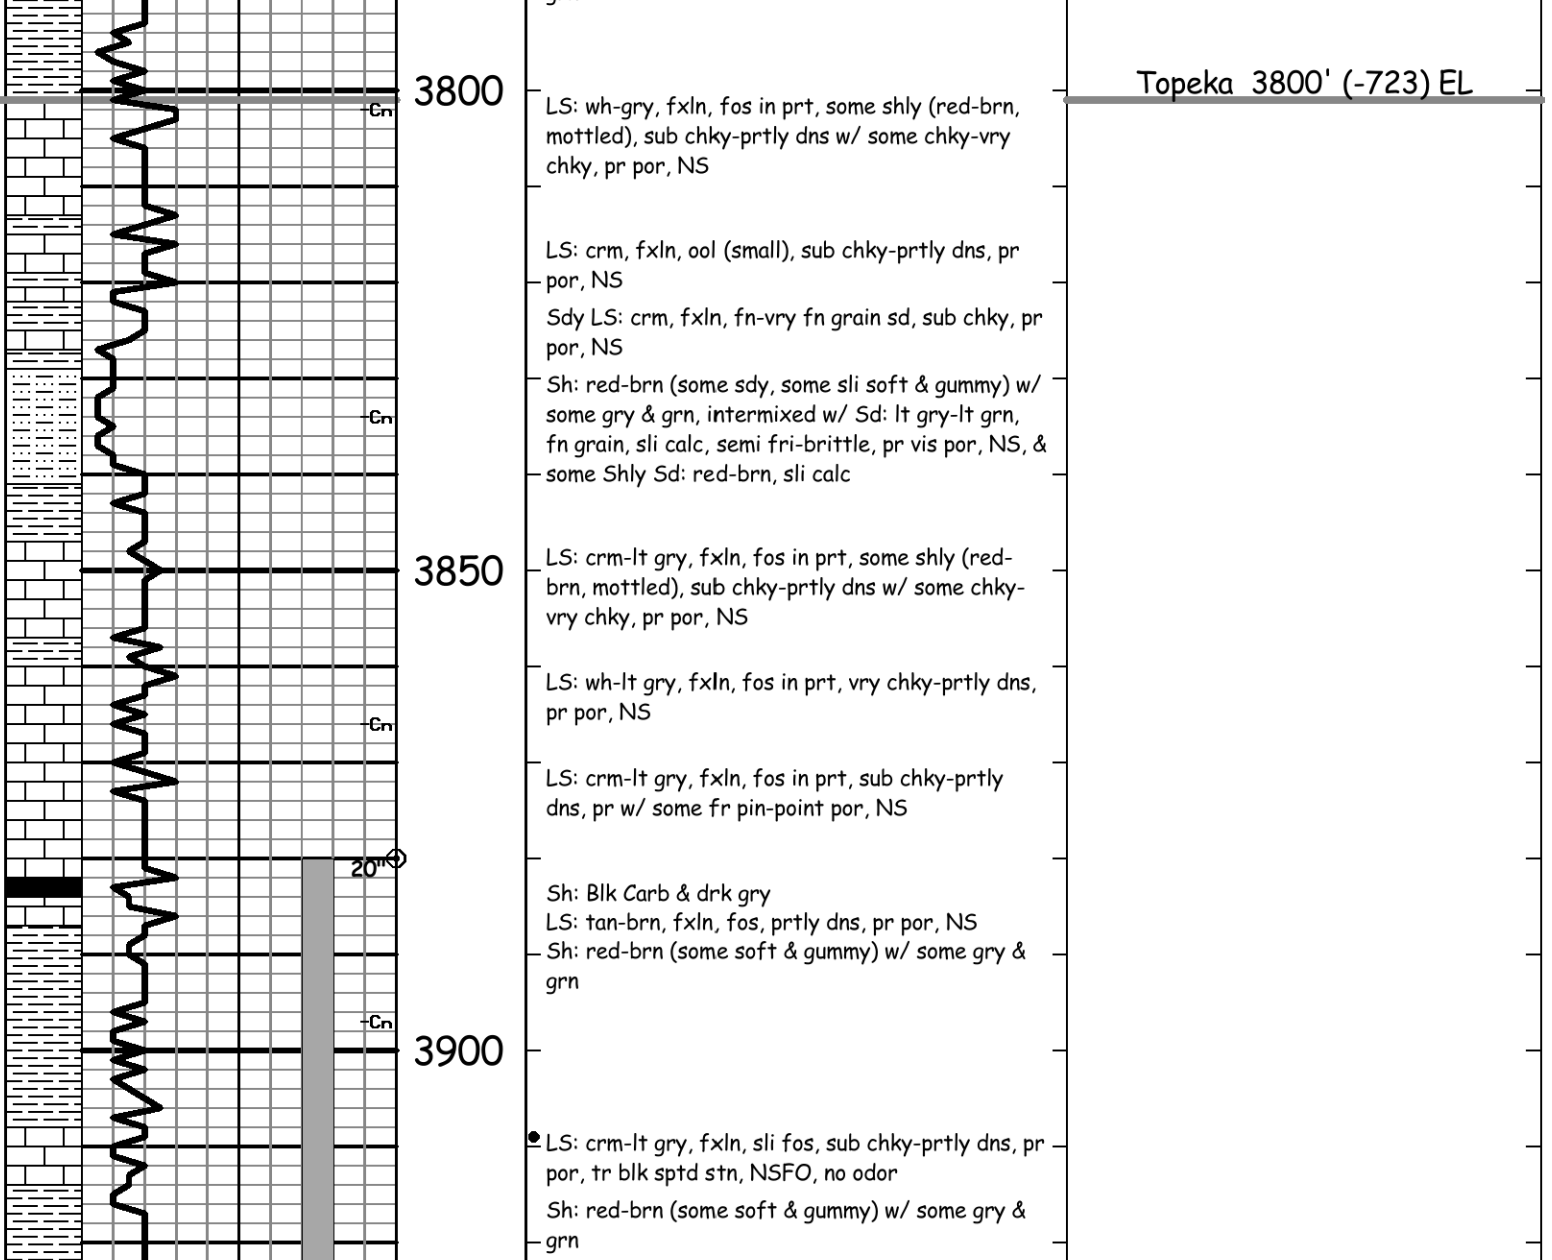 3800
Topeka 3800' (-723) EL
Cn
LS: wh-gry, fxln, fos in prt, some shly (red-brn,
mottled), sub chky-prtly dns w/ some chky-vry
chky, pr por, NS
LS: crm, fxln, ool (small), sub chky-prtly dns, pr
por, NS
Sdy LS: crm, fxln, fn-vry fn grain sd, sub chky, pr
por, NS
Sh: red-brn (some sdy, some sli soft & gummy) w/
some gry & grn, intermixed w/ Sd: lt gry-lt grn,
Cn
fn grain, sli calc, semi fri-brittle, pr vis por, NS, &
some Shly Sd: red-brn, sli calc
3850
LS: crm-lt gry, fxln, fos in prt, some shly (red-
brn, mottled), sub chky-prtly dns w/ some chky-
vry chky, pr por, NS
LS: wh-lt gry, fxln, fos in prt, vry chky-prtly dns,
pr por, NS
Cn
LS: crm-lt gry, fxln, fos in prt, sub chky-prtly
dns, pr w/ some fr pin-point por, NS
20"
Sh: Blk Carb & drk gry
LS: tan-brn, fxln, fos, prtly dns, pr por, NS
Sh: red-brn (some soft & gummy) w/ some gry &
grn
Cn
3900
LS: crm-lt gry, fxln, sli fos, sub chky-prtly dns, pr
por, tr blk sptd stn, NSFO, no odor
Sh: red-brn (some soft & gummy) w/ some gry &
grn